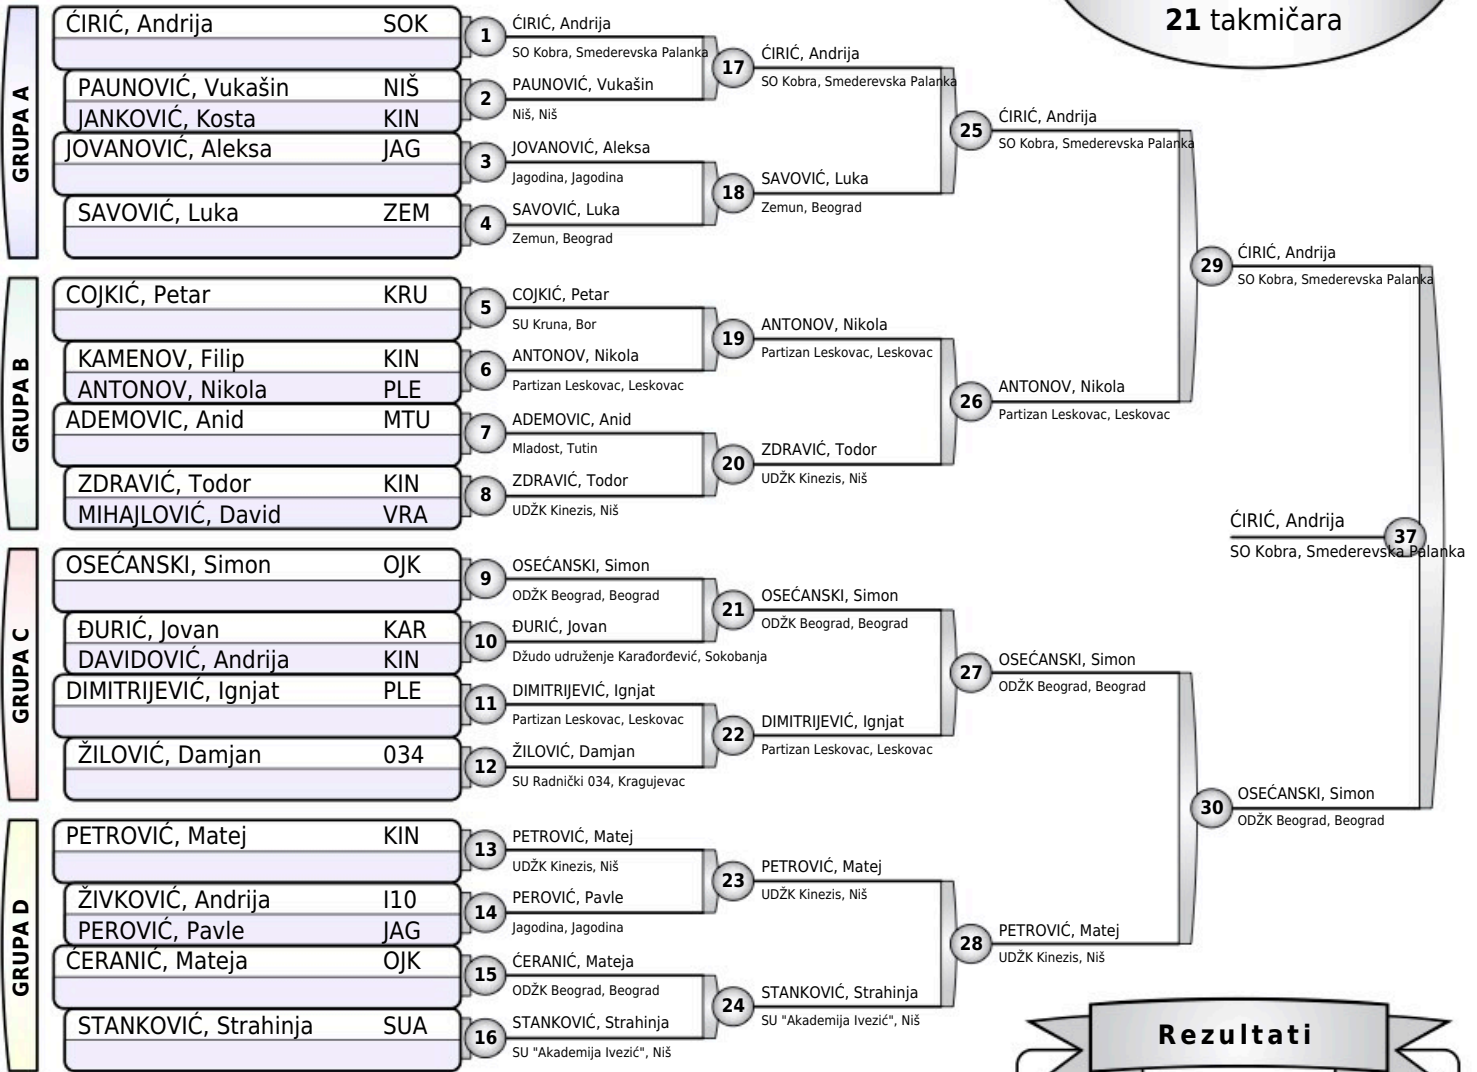 21 takmičara
GRUPA A
ĆIRIĆ, Andrija SOK
PAUNOVIĆ, Vukašin NIŠ
JANKOVIĆ, Kosta KIN
JOVANOVIĆ, Aleksa JAG
SAVOVIĆ, Luka ZEM
GRUPA B
COJKIĆ, Petar KRU
KAMENOV, Filip KIN
ANTONOV, Nikola PLE
ADEMOVIC, Anid MTU
ZDRAVIĆ, Todor KIN
MIHAJLOVIĆ, David VRA
GRUPA C
OSEĆANSKI, Simon OJK
ĐURIĆ, Jovan KAR
DAVIDOVIĆ, Andrija KIN
DIMITRIJEVIĆ, Ignjat PLE
ŽILOVIĆ, Damjan 034
GRUPA D
PETROVIĆ, Matej KIN
ŽIVKOVIĆ, Andrija I10
PEROVIĆ, Pavle JAG
ĆERANIĆ, Mateja OJK
STANKOVIĆ, Strahinja SUA
1 ĆIRIĆ, Andrija
SO Kobra, Smederevska Palanka
2 PAUNOVIĆ, Vukašin
Niš, Niš
3 JOVANOVIĆ, Aleksa
Jagodina, Jagodina
4 SAVOVIĆ, Luka
Zemun, Beograd
5 COJKIĆ, Petar
SU Kruna, Bor
6 ANTONOV, Nikola
Partizan Leskovac, Leskovac
7 ADEMOVIC, Anid
Mladost, Tutin
8 ZDRAVIĆ, Todor
UDŽK Kinezis, Niš
9 OSEĆANSKI, Simon
ODŽK Beograd, Beograd
10 ĐURIĆ, Jovan
Džudo udruženje Karađorđević, Sokobanja
11 DIMITRIJEVIĆ, Ignjat
Partizan Leskovac, Leskovac
12 ŽILOVIĆ, Damjan
SU Radnički 034, Kragujevac
13 PETROVIĆ, Matej
UDŽK Kinezis, Niš
14 PEROVIĆ, Pavle
Jagodina, Jagodina
15 ĆERANIĆ, Mateja
ODŽK Beograd, Beograd
16 STANKOVIĆ, Strahinja
SU "Akademija Ivezić", Niš
17 ĆIRIĆ, Andrija
SO Kobra, Smederevska Palanka
18 SAVOVIĆ, Luka
Zemun, Beograd
19 ANTONOV, Nikola
Partizan Leskovac, Leskovac
20 ZDRAVIĆ, Todor
UDŽK Kinezis, Niš
21 OSEĆANSKI, Simon
ODŽK Beograd, Beograd
22 DIMITRIJEVIĆ, Ignjat
Partizan Leskovac, Leskovac
23 PETROVIĆ, Matej
UDŽK Kinezis, Niš
24 STANKOVIĆ, Strahinja
SU "Akademija Ivezić", Niš
25 ĆIRIĆ, Andrija
SO Kobra, Smederevska Palanka
26 ANTONOV, Nikola
Partizan Leskovac, Leskovac
27 OSEĆANSKI, Simon
ODŽK Beograd, Beograd
28 PETROVIĆ, Matej
UDŽK Kinezis, Niš
29 ĆIRIĆ, Andrija
SO Kobra, Smederevska Palanka
30 OSEĆANSKI, Simon
ODŽK Beograd, Beograd
ĆIRIĆ, Andrija 37
SO Kobra, Smederevska Palanka
Rezultati